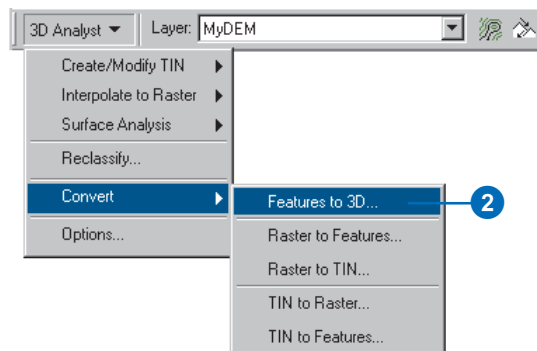 3D Analyst Layer: MyDEM
Create/Modify TIN
Interpolate to Raster
Surface Analysis
Reclassify...
Convert
Options...
Features to 3D...
2
Raster to Features...
Raster to TIN...
TIN to Raster...
TIN to Features...